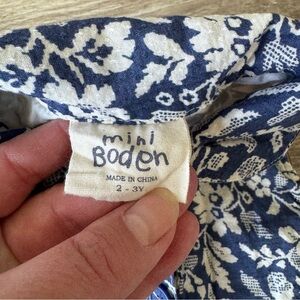 mini
Boden
MADE IN CHINA
2 - 3Y